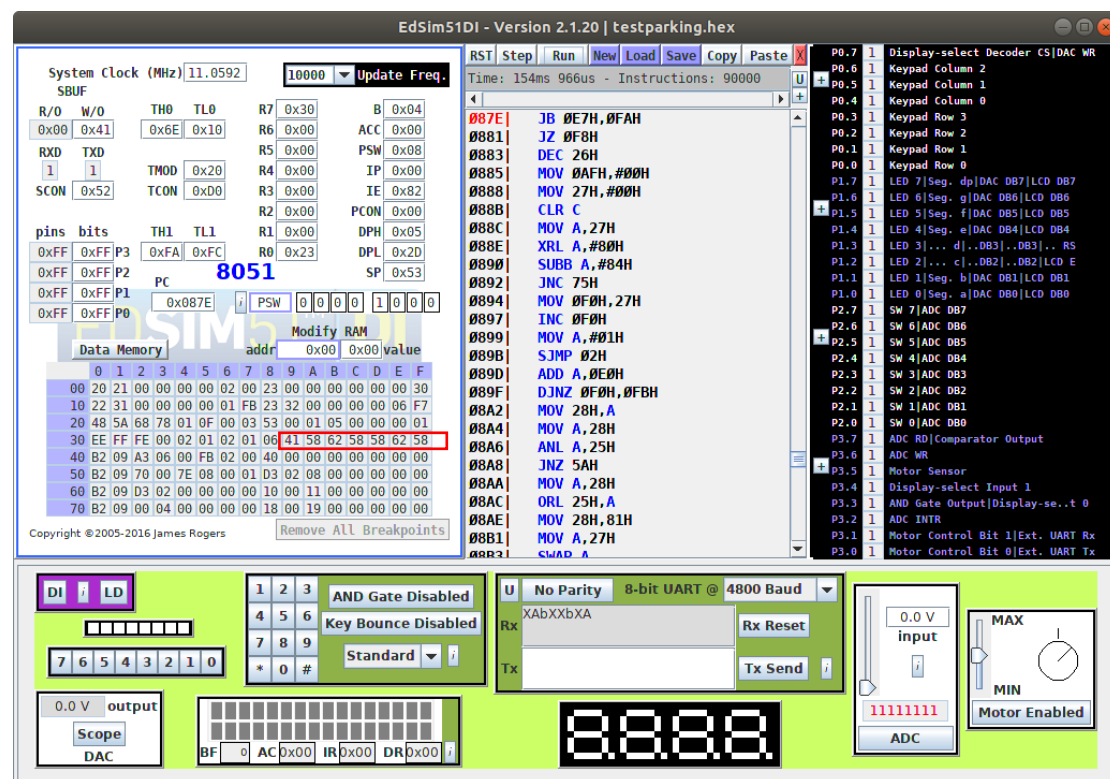 EdSim51DI - Version 2.1.20 | testparking.hex
System Clock (MHz) 11.0592 10000 Update Freq.
SBUF
R/O W/O TH0 TL0 R7 0x30 B 0x04
0x00 0x41 0x6E 0x10 R6 0x00 ACC 0x00
RXD TXD R5 0x00 PSW 0x08
1 1 TMOD 0x20 R4 0x00 IP 0x00
SCON 0x52 TCON 0xD0 R3 0x00 IE 0x82
R2 0x00 PCON 0x00
pins bits TH1 TL1 R1 0x00 DPH 0x05
0xFF 0xFF P3 0xFA 0xFC R0 0x23 DPL 0x2D
0xFF 0xFF P2 8051 SP 0x53
0xFF 0xFF P1 PC
0xFF 0xFF P0 0x087E i PSW 0 0 0 0 1 0 0 0
Modify RAM
Data Memory addr 0x00 0x00 value
0 1 2 3 4 5 6 7 8 9 A B C D E F
00 20 21 00 00 00 00 02 00 23 00 00 00 00 00 00 30
10 22 31 00 00 00 00 01 FB 23 32 00 00 00 00 06 F7
20 48 5A 68 78 01 0F 00 03 53 00 01 05 00 00 00 01
30 EE FF FE 00 02 01 02 01 06 41 58 62 58 58 62 58
40 B2 09 A3 06 00 FB 02 00 40 00 00 00 00 00 00 00
50 B2 09 70 00 7E 08 00 01 D3 02 08 00 00 00 00 00
60 B2 09 D3 02 00 00 00 00 10 00 11 00 00 00 00 00
70 B2 09 00 04 00 00 00 00 18 00 19 00 00 00 00 00
Copyright ©2005-2016 James Rogers Remove All Breakpoints
RST Step Run New Load Save Copy Paste X
Time: 154ms 966us - Instructions: 90000 U
+
087E| JB 0E7H,0FAH
0881| JZ 0F8H
0883| DEC 26H
0885| MOV 0AFH,#00H
0888| MOV 27H,#00H
088B| CLR C
088C| MOV A,27H
088E| XRL A,#80H
0890| SUBB A,#84H
0892| JNC 75H
0894| MOV 0F0H,27H
0897| INC 0F0H
0899| MOV A,#01H
089B| SJMP 02H
089D| ADD A,0E0H
089F| DJNZ 0F0H,0FBH
08A2| MOV 28H,A
08A4| MOV A,28H
08A6| ANL A,25H
08A8| JNZ 5AH
08AA| MOV A,28H
08AC| ORL 25H,A
08AE| MOV 28H,81H
08B1| MOV A,27H
08B3| SWAP A
P0.7 1 Display-select Decoder CS|DAC WR
P0.6 1 Keypad Column 2
+ P0.5 1 Keypad Column 1
P0.4 1 Keypad Column 0
P0.3 1 Keypad Row 3
P0.2 1 Keypad Row 2
P0.1 1 Keypad Row 1
P0.0 1 Keypad Row 0
P1.7 1 LED 7|Seg. dp|DAC DB7|LCD DB7
P1.6 1 LED 6|Seg. g|DAC DB6|LCD DB6
+ P1.5 1 LED 5|Seg. f|DAC DB5|LCD DB5
P1.4 1 LED 4|Seg. e|DAC DB4|LCD DB4
P1.3 1 LED 3|... d|..DB3|..DB3|.. RS
P1.2 1 LED 2|... c|..DB2|..DB2|LCD E
P1.1 1 LED 1|Seg. b|DAC DB1|LCD DB1
P1.0 1 LED 0|Seg. a|DAC DB0|LCD DB0
P2.7 1 SW 7|ADC DB7
P2.6 1 SW 6|ADC DB6
+ P2.5 1 SW 5|ADC DB5
P2.4 1 SW 4|ADC DB4
P2.3 1 SW 3|ADC DB3
P2.2 1 SW 2|ADC DB2
P2.1 1 SW 1|ADC DB1
P2.0 1 SW 0|ADC DB0
P3.7 1 ADC RD|Comparator Output
P3.6 1 ADC WR
+ P3.5 1 Motor Sensor
P3.4 1 Display-select Input 1
P3.3 1 AND Gate Output|Display-se..t 0
P3.2 1 ADC INTR
P3.1 1 Motor Control Bit 1|Ext. UART Rx
P3.0 1 Motor Control Bit 0|Ext. UART Tx
DI i LD
7 6 5 4 3 2 1 0
0.0 V output
Scope
DAC
1 2 3 AND Gate Disabled
4 5 6 Key Bounce Disabled
7 8 9 Standard i
* 0 #
BF 0 AC 0x00 IR 0x00 DR 0x00 i
U No Parity 8-bit UART @ 4800 Baud
Rx XAbXXbXA Rx Reset
Tx Tx Send i
8.8.8.8.
0.0 V
input
i
11111111
ADC
MAX
MIN
Motor Enabled